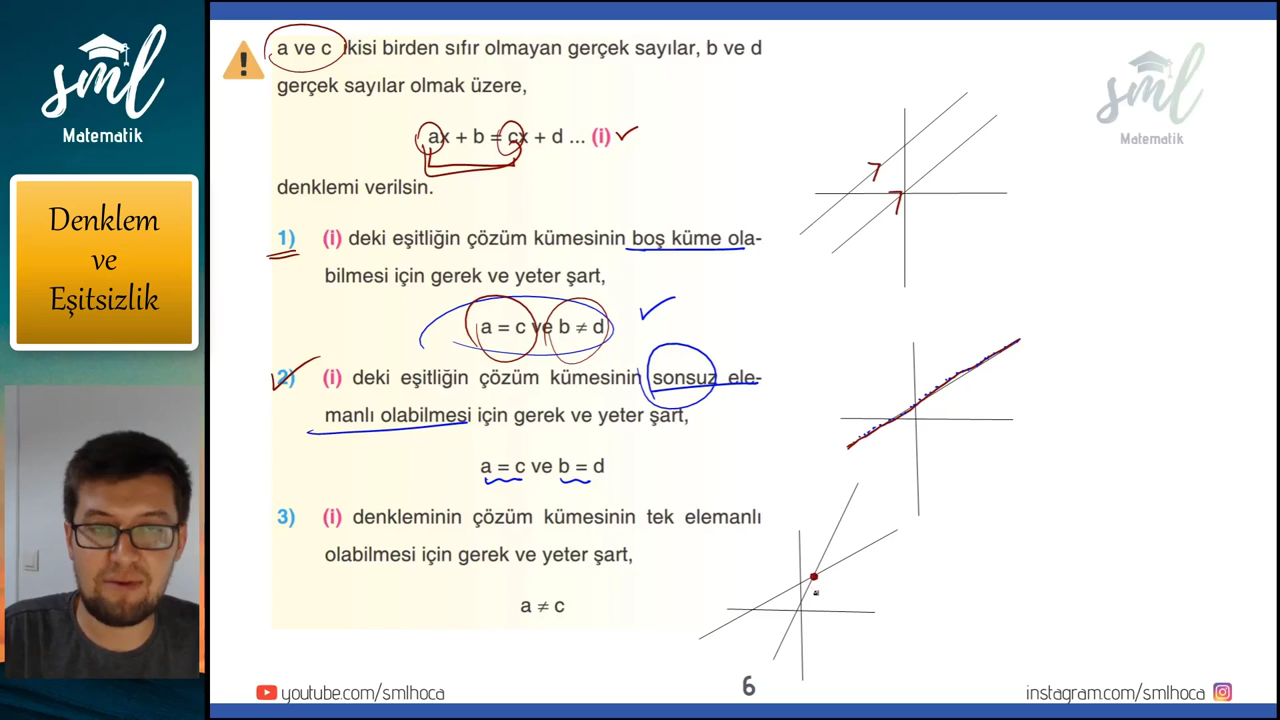 sml
Matematik
Denklem
ve
Eşitsizlik
a ve c ikisi birden sıfır olmayan gerçek sayılar, b ve d
gerçek sayılar olmak üzere,
ax + b = cx + d ... (i)
denklemi verilsin.
1) (i) deki eşitliğin çözüm kümesinin boş küme ola-
bilmesi için gerek ve yeter şart,
a = c ve b ≠ d
2) (i) deki eşitliğin çözüm kümesinin sonsuz ele-
manlı olabilmesi için gerek ve yeter şart,
a = c ve b = d
3) (i) denkleminin çözüm kümesinin tek elemanlı
olabilmesi için gerek ve yeter şart,
a ≠ c
sml
Matematik
youtube.com/smlhoca
6
instagram.com/smlhoca